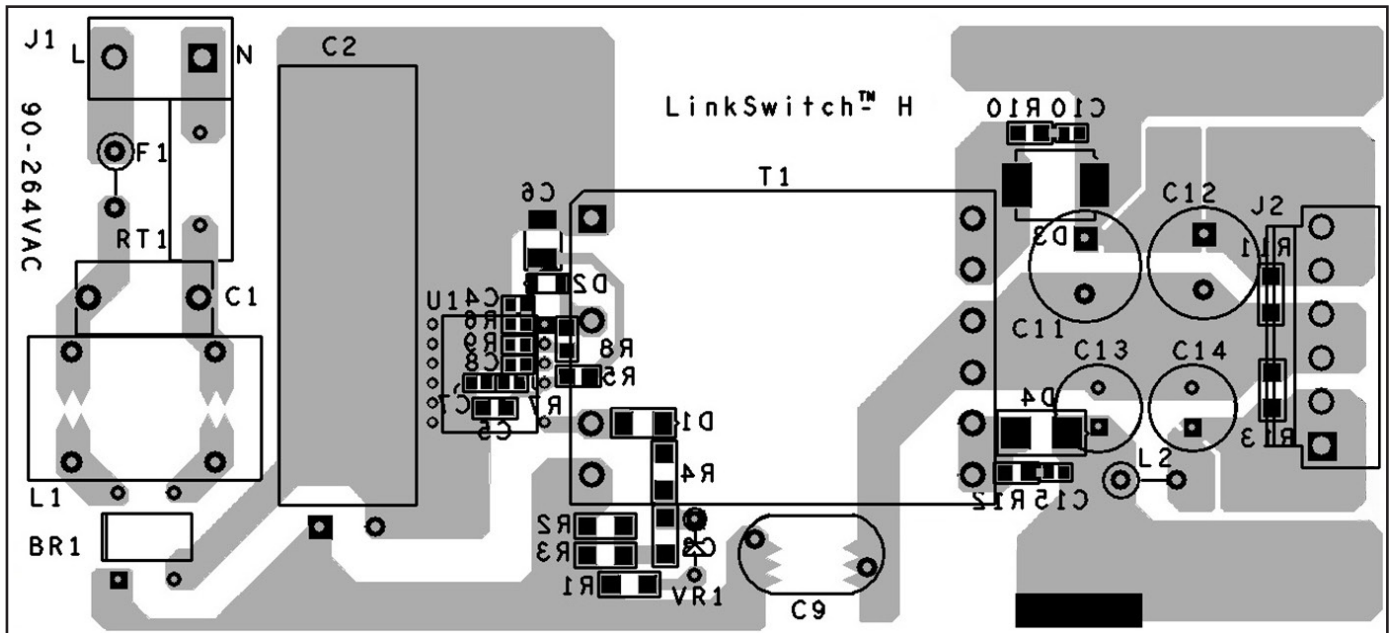 J1
L
N
90-264VAC
F1
RT1
C1
L1
BR1
C2
LinkSwitch™ H
T1
C6
D2
U1
C4
R6
R9
C8
C7
R7
C5
R8
R5
D1
R4
R2
R3
R1
C3
VR1
C9
R10
C10
D3
C11
C12
J2
R11
C13
C14
D4
R13
L2
R12
C15